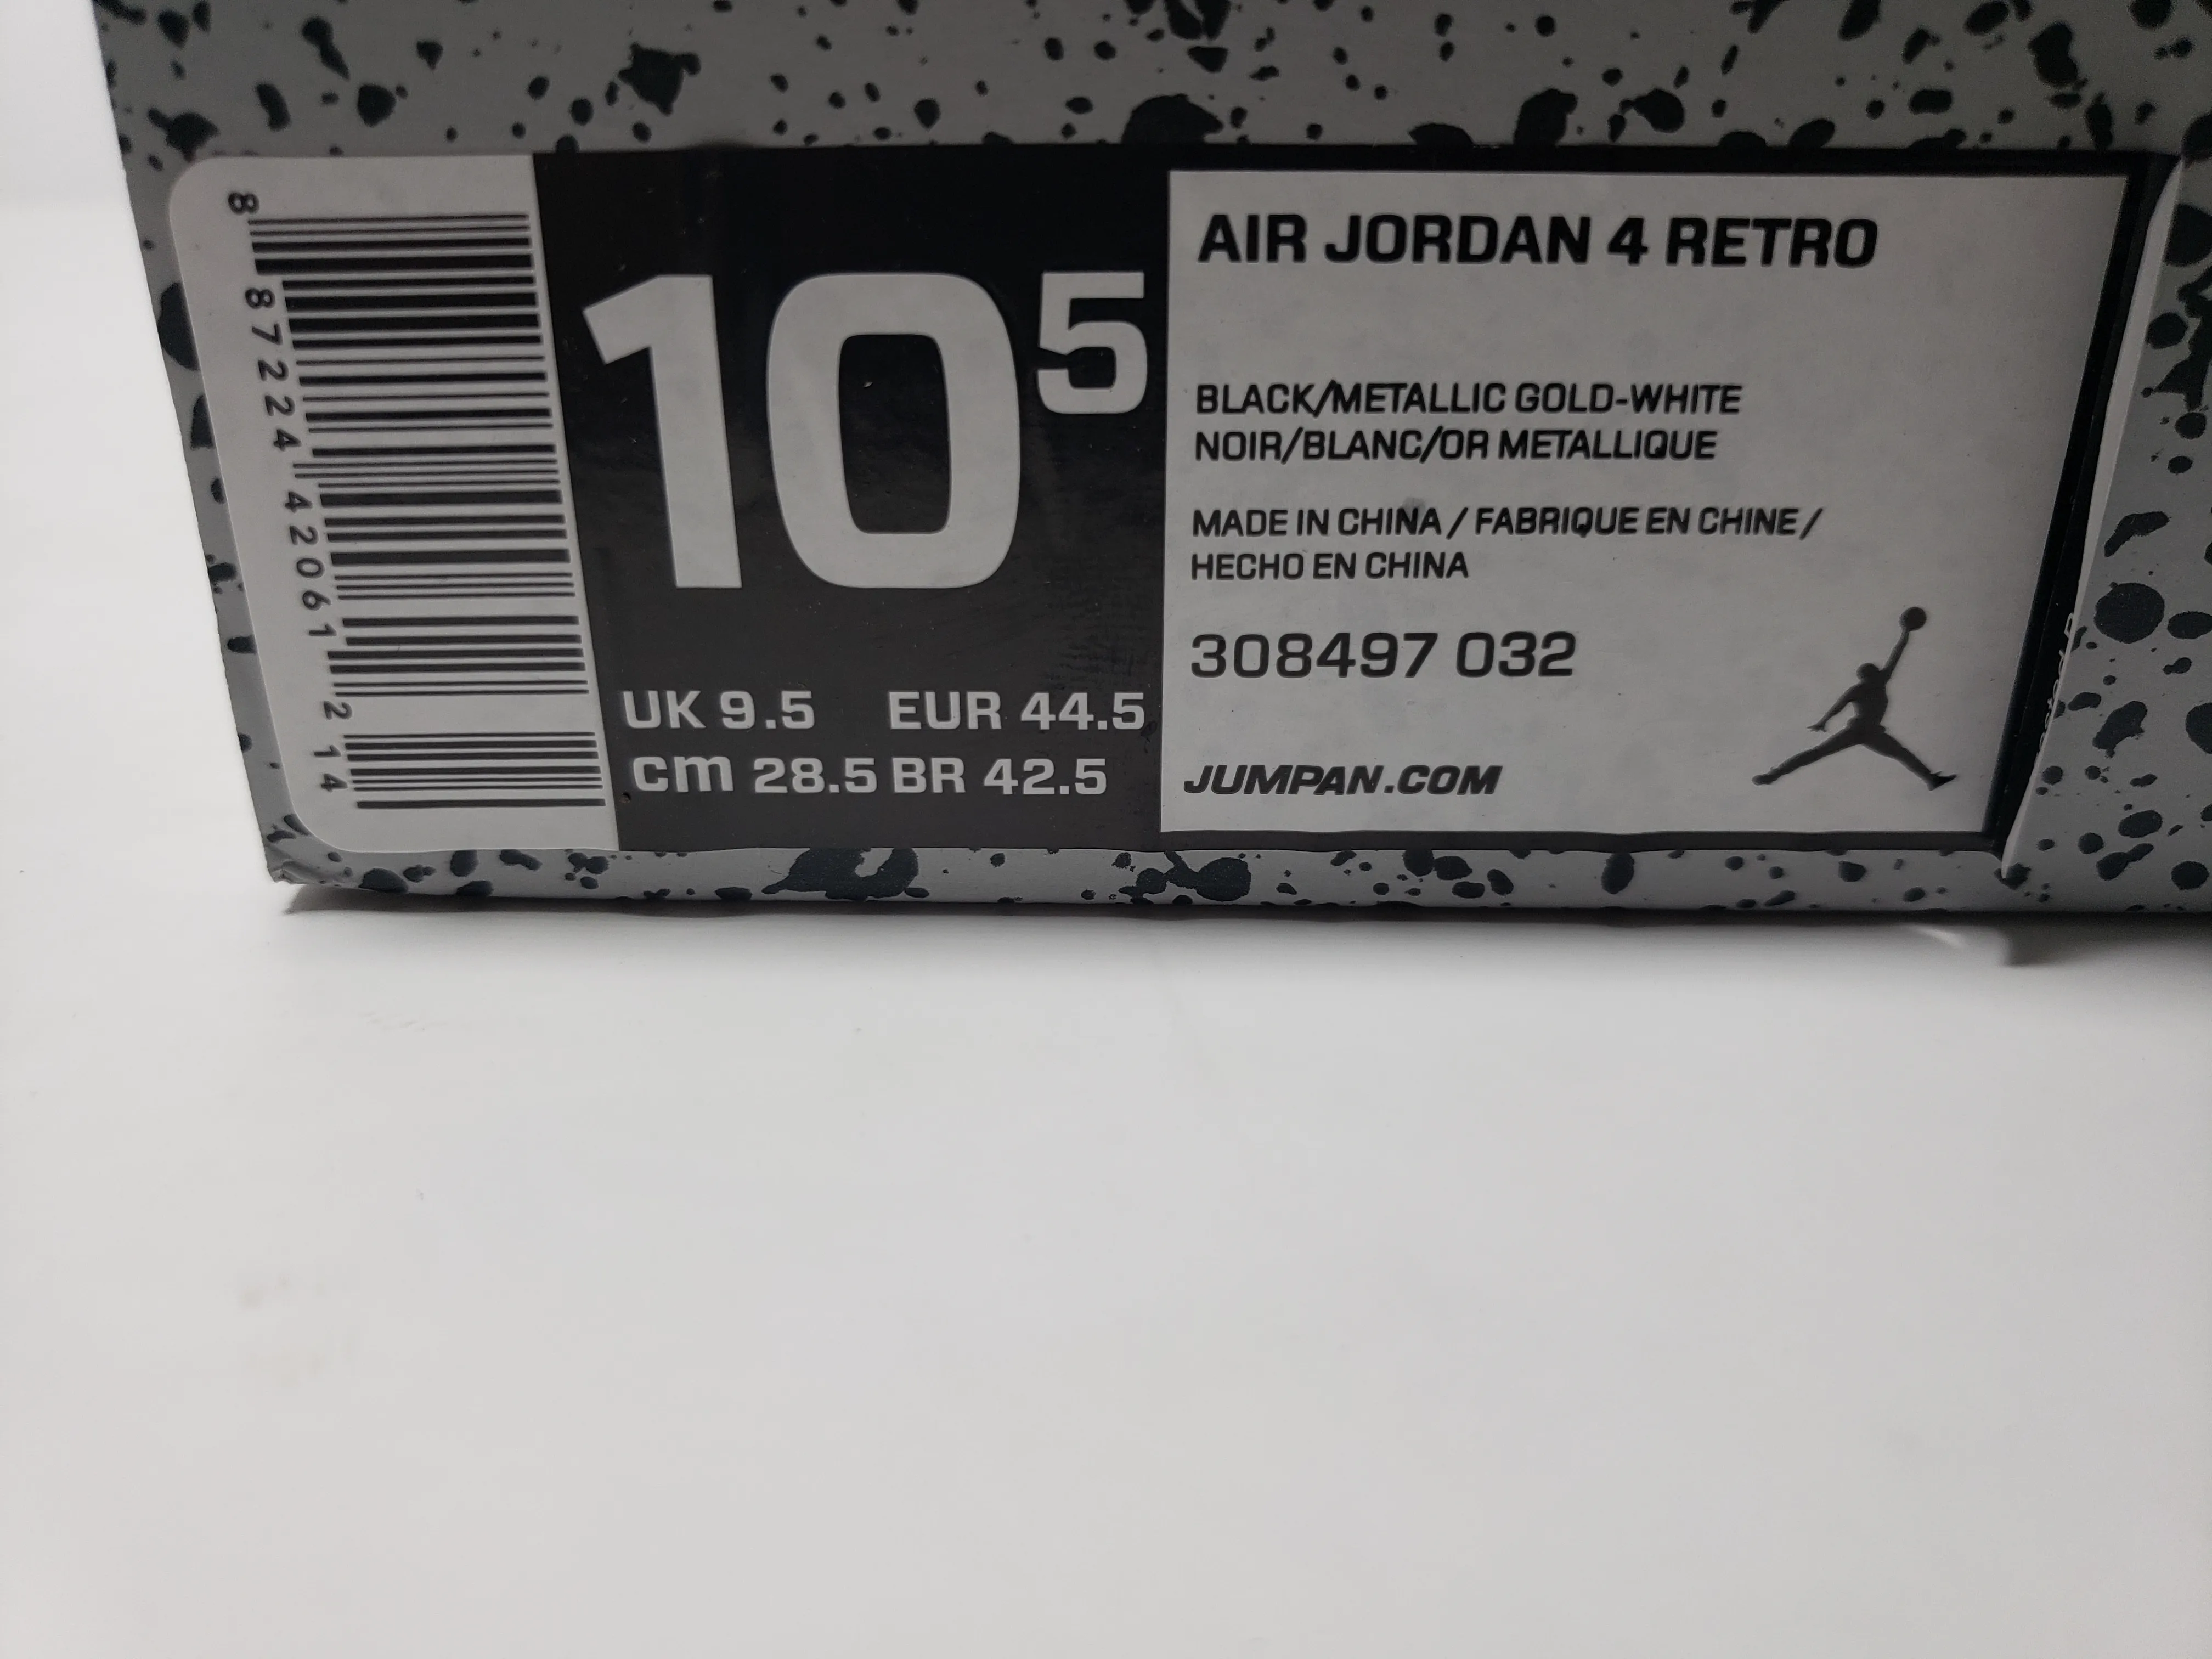 8 87224 42061 2 14
10⁵
UK 9.5 EUR 44.5
cm 28.5 BR 42.5
AIR JORDAN 4 RETRO
BLACK/METALLIC GOLD-WHITE
NOIR/BLANC/OR METALLIQUE
MADE IN CHINA / FABRIQUE EN CHINE /
HECHO EN CHINA
308497 032
JUMPAN.COM